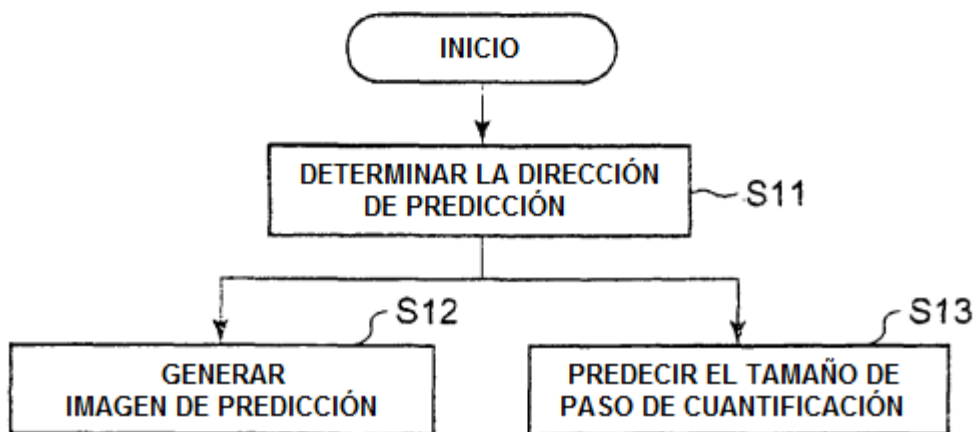 INICIO
DETERMINAR LA DIRECCIÓN
DE PREDICCIÓN
S11
S12
S13
GENERAR
IMAGEN DE PREDICCIÓN
PREDECIR EL TAMAÑO DE
PASO DE CUANTIFICACIÓN